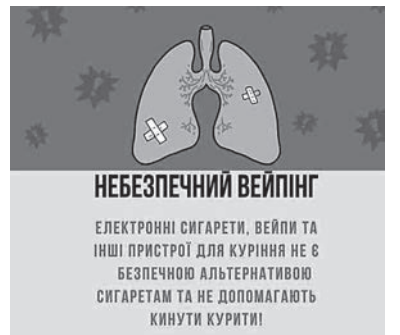 НЕБЕЗПЕЧНИЙ ВЕЙПІНГ
ЕЛЕКТРОННІ СИГАРЕТИ, ВЕЙПИ ТА
ІНШІ ПРИСТРОЇ ДЛЯ КУРІННЯ НЕ Є
БЕЗПЕЧНОЮ АЛЬТЕРНАТИВОЮ
СИГАРЕТАМ ТА НЕ ДОПОМАГАЮТЬ
КИНУТИ КУРИТИ!